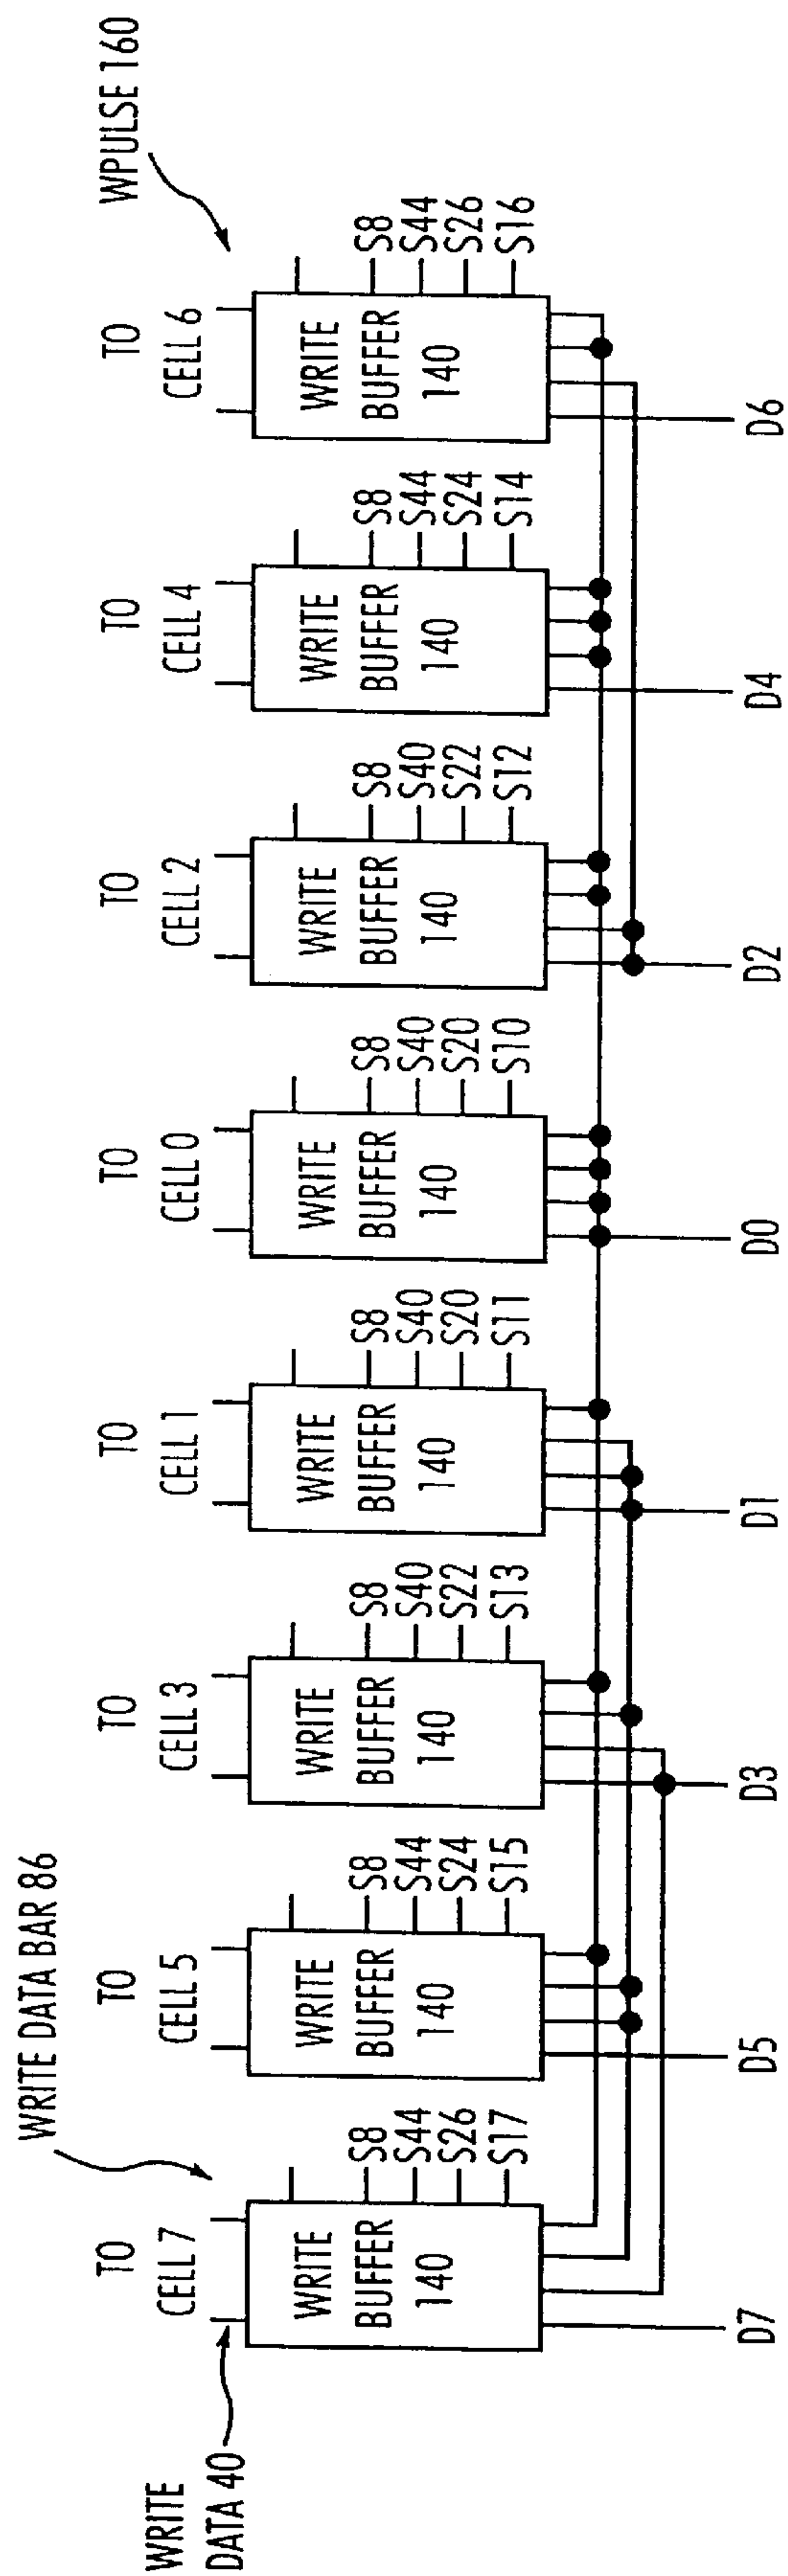 WRITE DATA BAR 86
WRITE
DATA 40
WPULSE 160
TO
CELL 7
WRITE
BUFFER
140
S8
S44
S26
S17
D7
TO
CELL 5
WRITE
BUFFER
140
S8
S44
S24
S15
D5
TO
CELL 3
WRITE
BUFFER
140
S8
S40
S22
S13
D3
TO
CELL 1
WRITE
BUFFER
140
S8
S40
S20
S11
D1
TO
CELL 0
WRITE
BUFFER
140
S8
S40
S20
S10
D0
TO
CELL 2
WRITE
BUFFER
140
S8
S40
S22
S12
D2
TO
CELL 4
WRITE
BUFFER
140
S8
S44
S24
S14
D4
TO
CELL 6
WRITE
BUFFER
140
S8
S44
S26
S16
D6